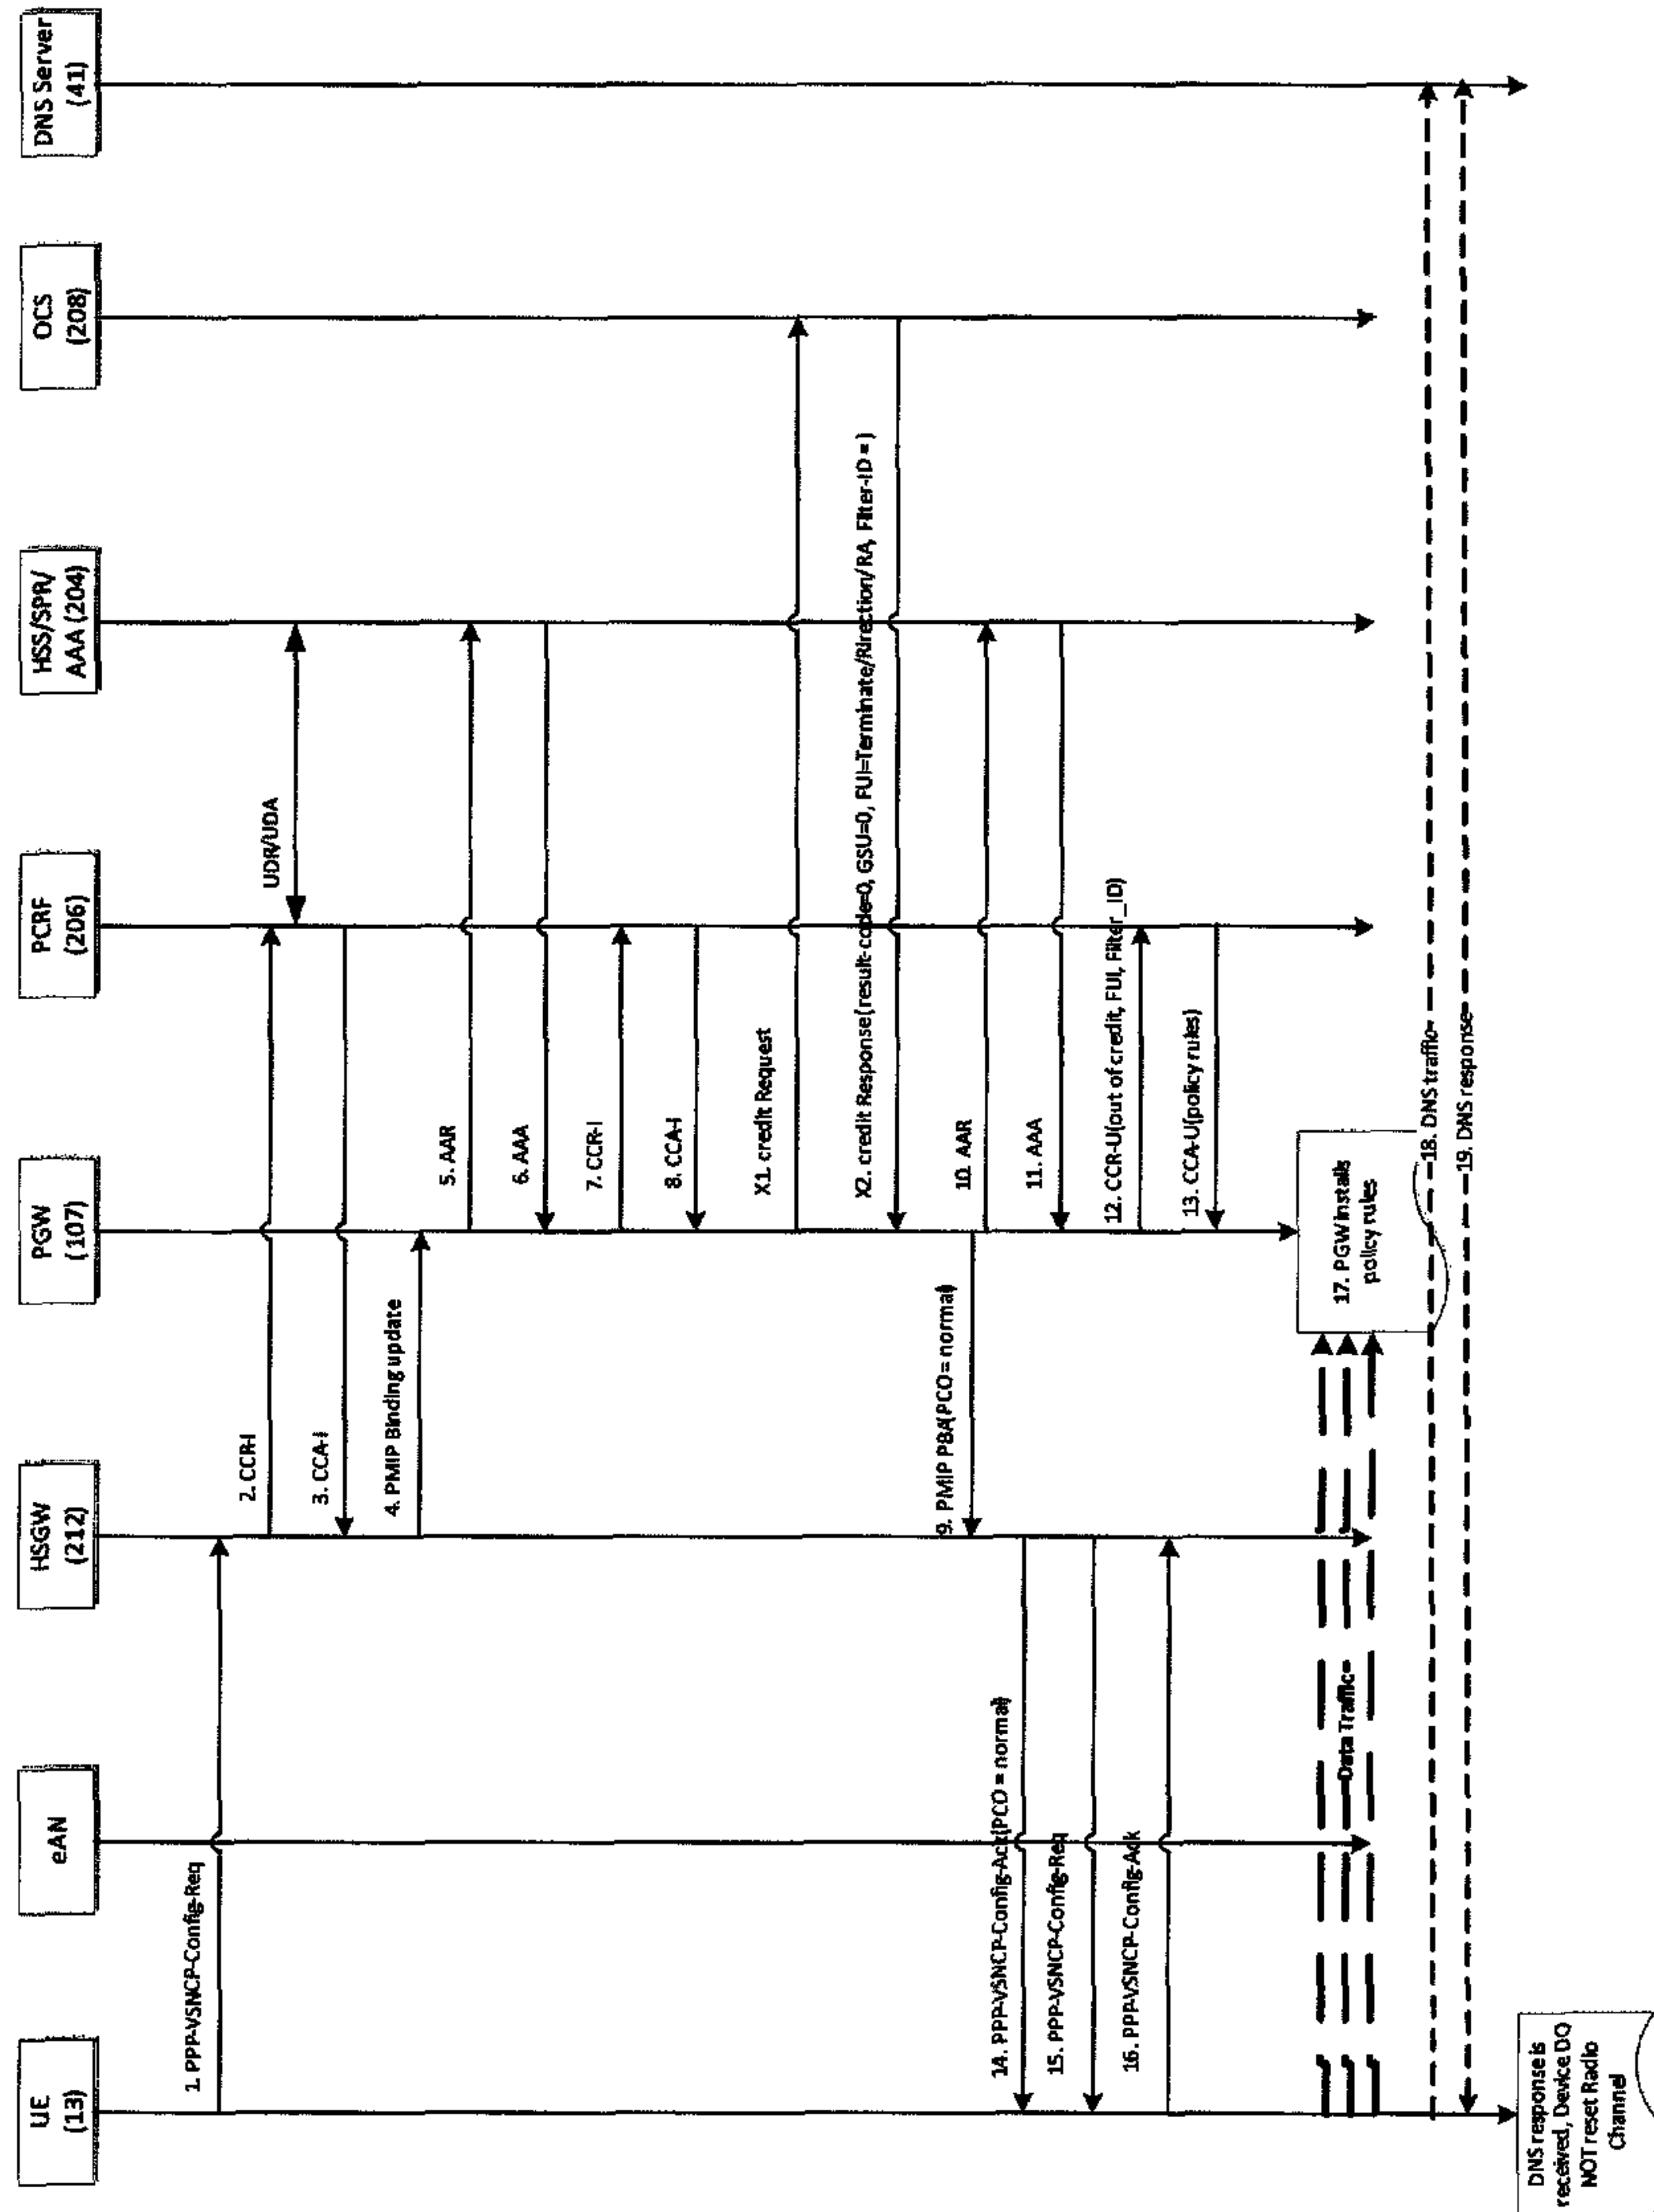 UE
(13)
eAN
HSGW
(212)
PGW
(107)
PCRF
(206)
HSS/SPR/
AAA (204)
OCS
(208)
DNS Server
(41)
1. PPP-VSNCP-Config-Req
2. CCR-I
UDR/UDA
3. CCA-I
4. PMIP Binding update
5. AAR
6. AAA
7. CCR-I
8. CCA-I
X1. credit Request
X2. credit Response(result-code=0, GSU=0, FUI=Terminate/Rirection/RA, Filter-ID = )
9. PMIP PBA(PCO = normal)
10. AAR
14. PPP-VSNCP-Config-Ack(PCO = normal)
11. AAA
15. PPP-VSNCP-Config-Req
12. CCR-U(out of credit, FUI, Filter_ID)
16. PPP-VSNCP-Config-Ack
13. CCA-U(policy rules)
Data Traffic
17. PGW installs
policy rules
18. DNS traffic
19. DNS response
DNS response is
received, Device DO
NOT reset Radio
Channel